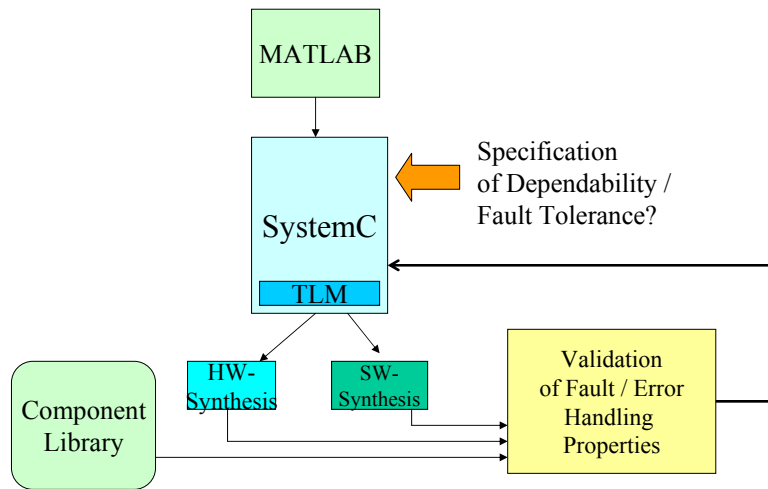 MATLAB
Specification
of Dependability /
Fault Tolerance?
SystemC
TLM
HW-
Synthesis
SW-
Synthesis
Validation
of Fault / Error
Handling
Properties
Component
Library